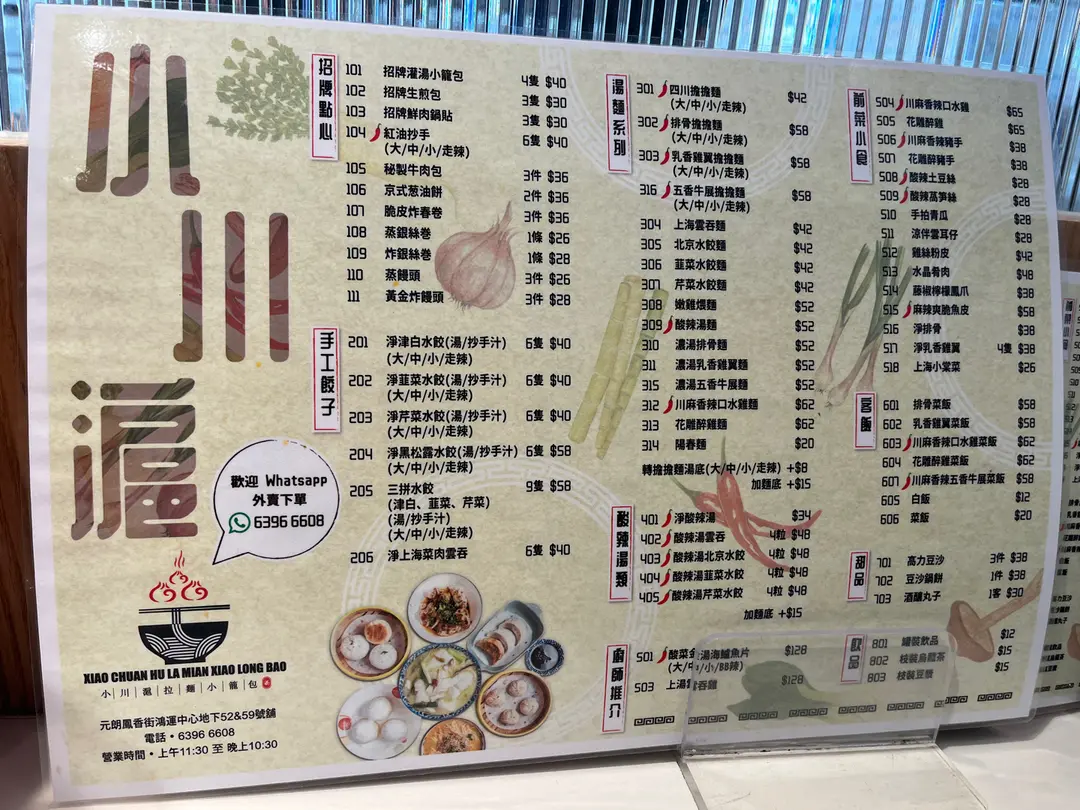 小川滬
歡迎 Whatsapp
外賣下單
6396 6608
XIAO CHUAN HU LA MIAN XIAO LONG BAO
小川滬拉麵小籠包
元朗鳳香街鴻運中心地下52&59號舖
電話・6396 6608
營業時間・上午11:30 至 晚上10:30
招牌點心
101 招牌灌湯小籠包 4隻 $40
102 招牌生煎包 3隻 $30
103 招牌鮮肉鍋貼 3隻 $30
104 紅油抄手 6隻 $40
(大/中/小/走辣)
105 秘製牛肉包 3件 $36
106 京式葱油餅 2件 $36
107 脆皮炸春卷 3件 $36
108 蒸銀絲卷 1條 $26
109 炸銀絲卷 1條 $28
110 蒸饅頭 3件 $26
111 黃金炸饅頭 3件 $28
手工餃子
201 淨津白水餃(湯/抄手汁) 6隻 $40
(大/中/小/走辣)
202 淨韮菜水餃(湯/抄手汁) 6隻 $40
(大/中/小/走辣)
203 淨芹菜水餃(湯/抄手汁) 6隻 $40
(大/中/小/走辣)
204 淨黑松露水餃(湯/抄手汁) 6隻 $58
(大/中/小/走辣)
205 三拼水餃 9隻 $58
(津白、韮菜、芹菜)
(湯/抄手汁)
(大/中/小/走辣)
206 淨上海菜肉雲吞 6隻 $40
湯麵系列
301 四川擔擔麵 $42
(大/中/小/走辣)
302 排骨擔擔麵 $58
(大/中/小/走辣)
303 乳香雞翼擔擔麵 $58
(大/中/小/走辣)
316 五香牛展擔擔麵 $58
(大/中/小/走辣)
304 上海雲吞麵 $42
305 北京水餃麵 $42
306 韮菜水餃麵 $42
307 芹菜水餃麵 $42
308 嫩雞煨麵 $52
309 酸辣湯麵 $52
310 濃湯排骨麵 $52
311 濃湯乳香雞翼麵 $52
315 濃湯五香牛展麵 $52
312 川麻香辣口水雞麵 $62
313 花雕醉雞麵 $62
314 陽春麵 $20
轉擔擔麵湯底(大/中/小/走辣) +$8
加麵底 +$15
酸辣湯類
401 淨酸辣湯 $34
402 酸辣湯雲吞 4粒 $48
403 酸辣湯北京水餃 4粒 $48
404 酸辣湯韮菜水餃 4粒 $48
405 酸辣湯芹菜水餃 4粒 $48
加麵底 +$15
廚師推介
501 酸菜金湯海鱸魚片 $128
(大/中/小/BB辣)
503 上湯雲吞雞 $128
前菜小食
504 川麻香辣口水雞 $65
505 花雕醉雞 $65
506 川麻香辣豬手 $38
507 花雕醉豬手 $38
508 酸辣土豆絲 $28
509 酸辣萵笋絲 $28
510 手拍青瓜 $28
511 涼伴雲耳仔 $28
512 雞絲粉皮 $42
513 水晶肴肉 $48
514 藤椒檸檬鳳爪 $38
515 麻辣爽脆魚皮 $58
516 淨排骨 $38
517 淨乳香雞翼 4隻 $38
518 上海小棠菜 $26
客飯
601 排骨菜飯 $58
602 乳香雞翼菜飯 $58
603 川麻香辣口水雞菜飯 $62
604 花雕醉雞菜飯 $62
607 川麻香辣五香牛展菜飯 $58
605 白飯 $12
606 菜飯 $20
甜品
701 高力豆沙 3件 $38
702 豆沙鍋餅 1件 $38
703 酒釀丸子 1客 $30
飲品
801 罐裝飲品 $12
802 枝裝烏龍茶 $15
803 枝裝豆漿 $15